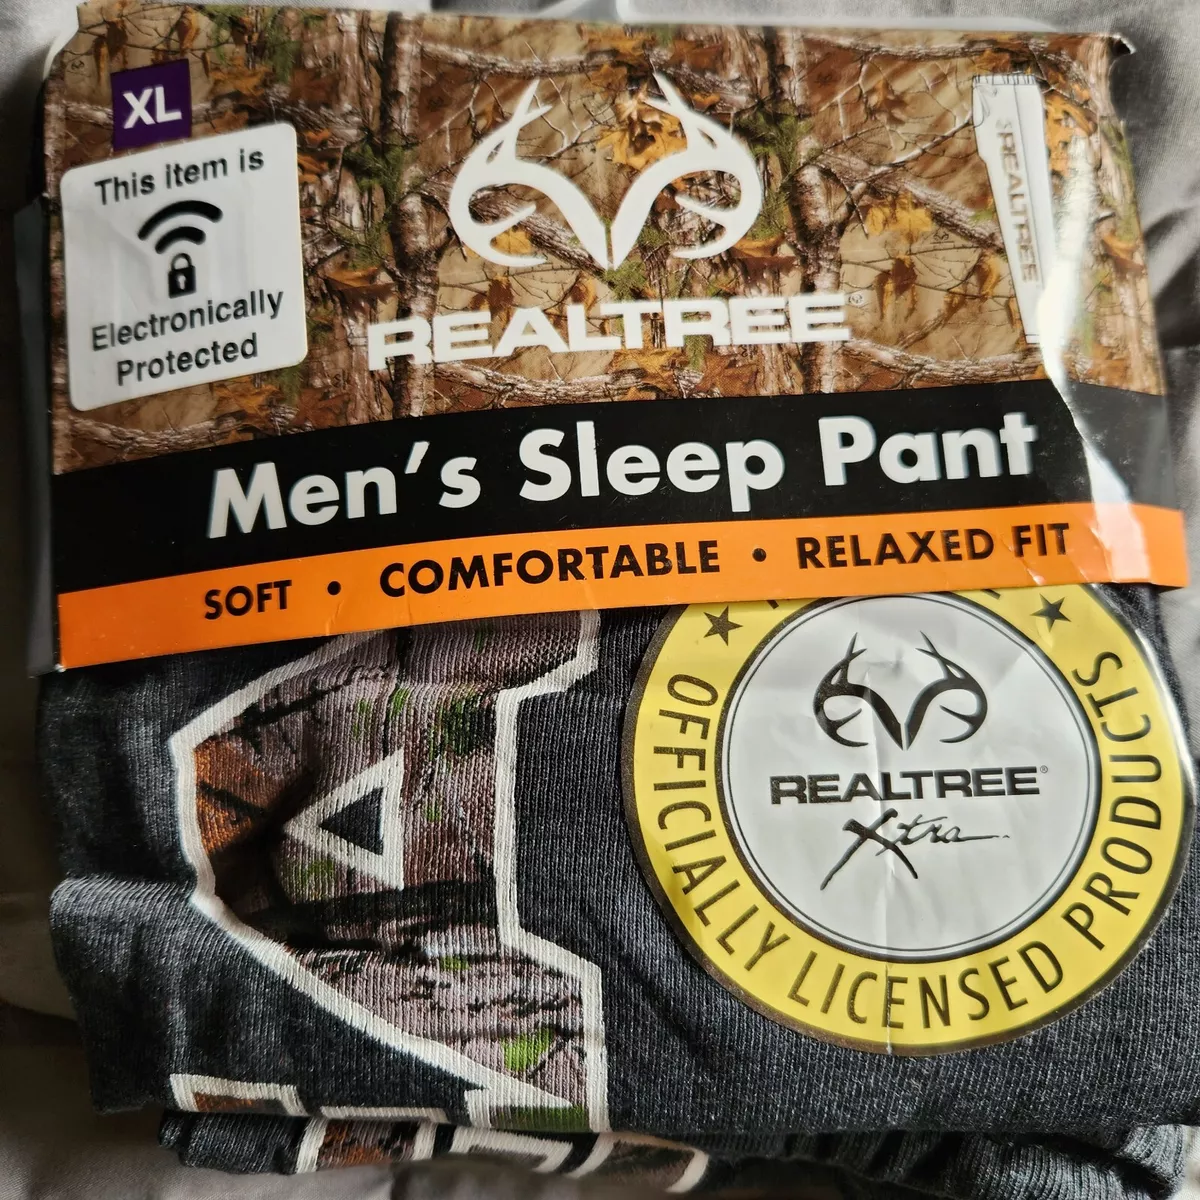 XL
This item is
Electronically
Protected
REALTREE
REALTREE®
Men's Sleep Pant
SOFT • COMFORTABLE • RELAXED FIT
OFFICIALLY LICENSED PRODUCTS
REALTREE®
Xtra